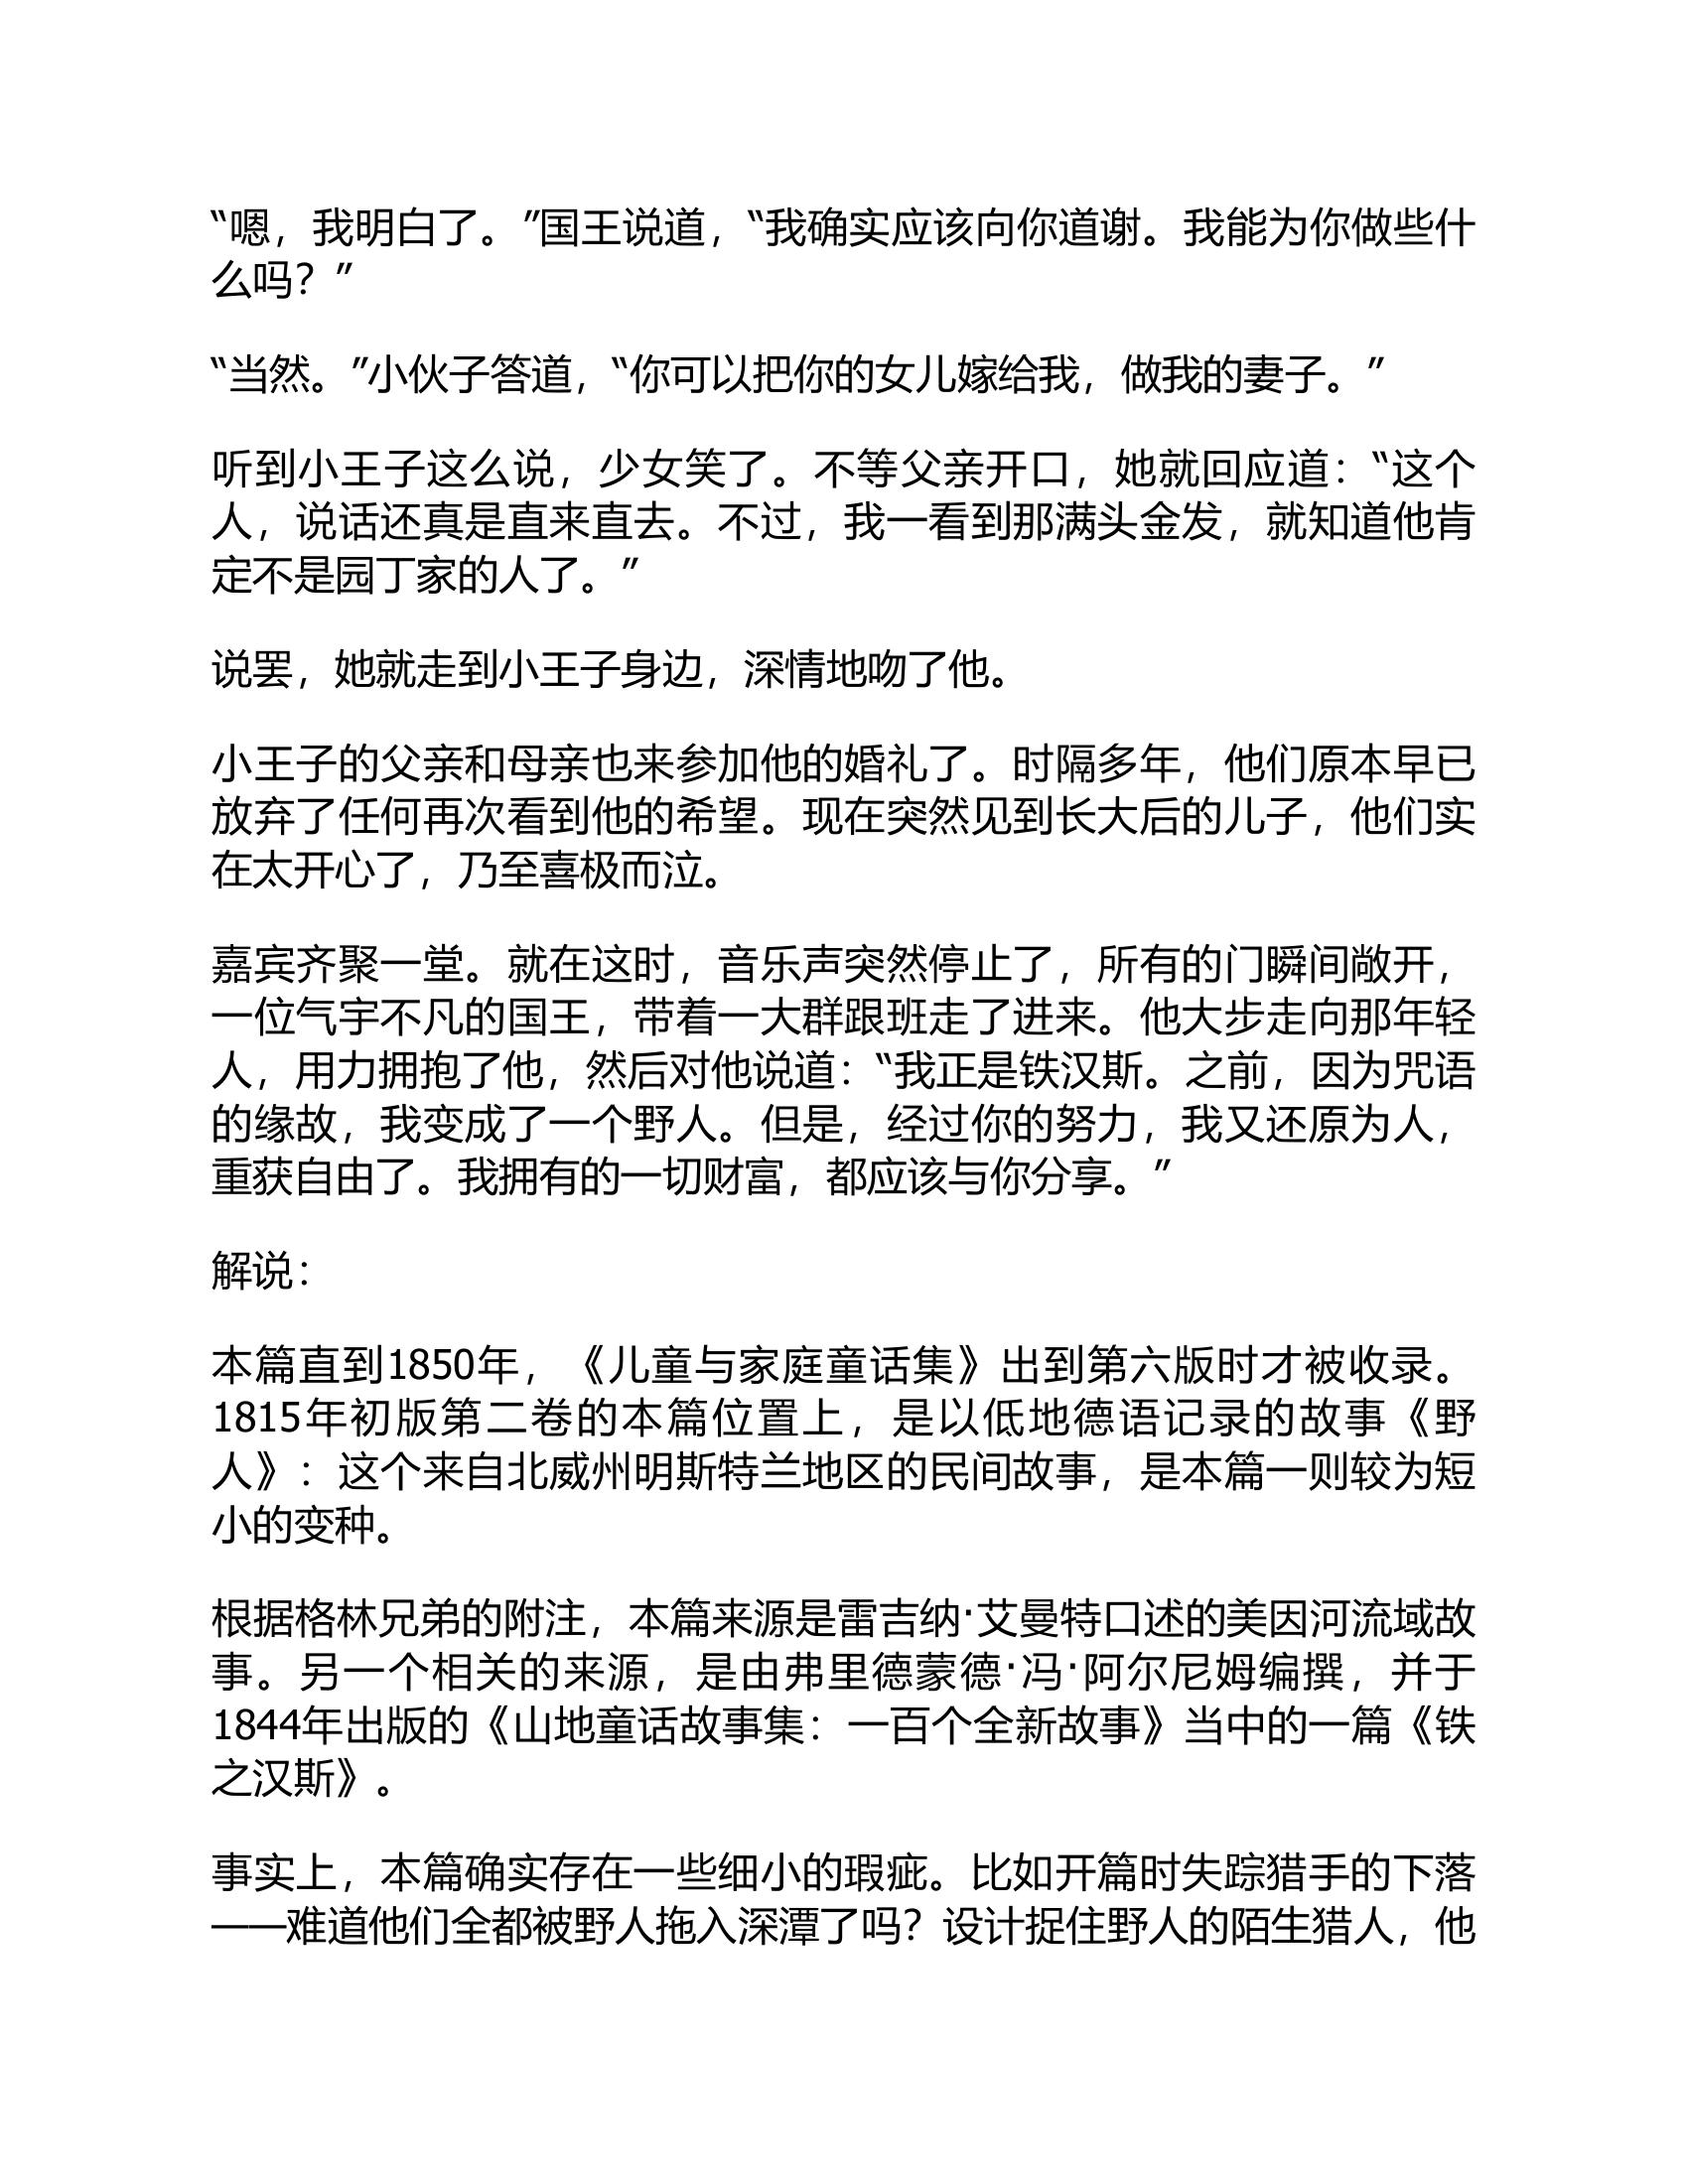 “嗯，我明白了。”国王说道，“我确实应该向你道谢。我能为你做些什
么吗？”
“当然。”小伙子答道，“你可以把你的女儿嫁给我，做我的妻子。”
听到小王子这么说，少女笑了。不等父亲开口，她就回应道：“这个
人，说话还真是直来直去。不过，我一看到那满头金发，就知道他肯
定不是园丁家的人了。”
说罢，她就走到小王子身边，深情地吻了他。
小王子的父亲和母亲也来参加他的婚礼了。时隔多年，他们原本早已
放弃了任何再次看到他的希望。现在突然见到长大后的儿子，他们实
在太开心了，乃至喜极而泣。
嘉宾齐聚一堂。就在这时，音乐声突然停止了，所有的门瞬间敞开，
一位气宇不凡的国王，带着一大群跟班走了进来。他大步走向那年轻
人，用力拥抱了他，然后对他说道：“我正是铁汉斯。之前，因为咒语
的缘故，我变成了一个野人。但是，经过你的努力，我又还原为人，
重获自由了。我拥有的一切财富，都应该与你分享。”
解说：
本篇直到1850年，《儿童与家庭童话集》出到第六版时才被收录。
1815年初版第二卷的本篇位置上，是以低地德语记录的故事《野
人》：这个来自北威州明斯特兰地区的民间故事，是本篇一则较为短
小的变种。
根据格林兄弟的附注，本篇来源是雷吉纳·艾曼特口述的美因河流域故
事。另一个相关的来源，是由弗里德蒙德·冯·阿尔尼姆编撰，并于
1844年出版的《山地童话故事集：一百个全新故事》当中的一篇《铁
之汉斯》。
事实上，本篇确实存在一些细小的瑕疵。比如开篇时失踪猎手的下落
——难道他们全都被野人拖入深潭了吗？设计捉住野人的陌生猎人，他